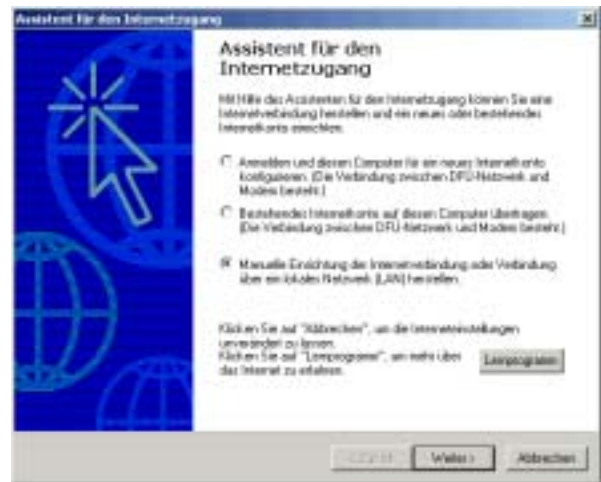 Assistent für den Internetzugang
Assistent für den
Internetzugang
Mit Hilfe des Assistenten für den Internetzugang können Sie eine
Internetverbindung herstellen und ein neues oder bestehendes
Internetkonto einrichten.
Anmelden und diesen Computer für ein neues Internetkonto
konfigurieren. (Die Verbindung zwischen DFÜ-Netzwerk und
Modem besteht.)
Bestehendes Internetkonto auf diesen Computer übertragen.
(Die Verbindung zwischen DFÜ-Netzwerk und Modem besteht.)
Manuelle Einrichtung der Internetverbindung oder Verbindung
über ein lokales Netzwerk (LAN) herstellen.
Klicken Sie auf "Abbrechen", um die Interneteinstellungen
unverändert zu lassen.
Klicken Sie auf "Lernprogramm", um mehr über
das Internet zu erfahren.
Lernprogramm
Weiter >
Abbrechen